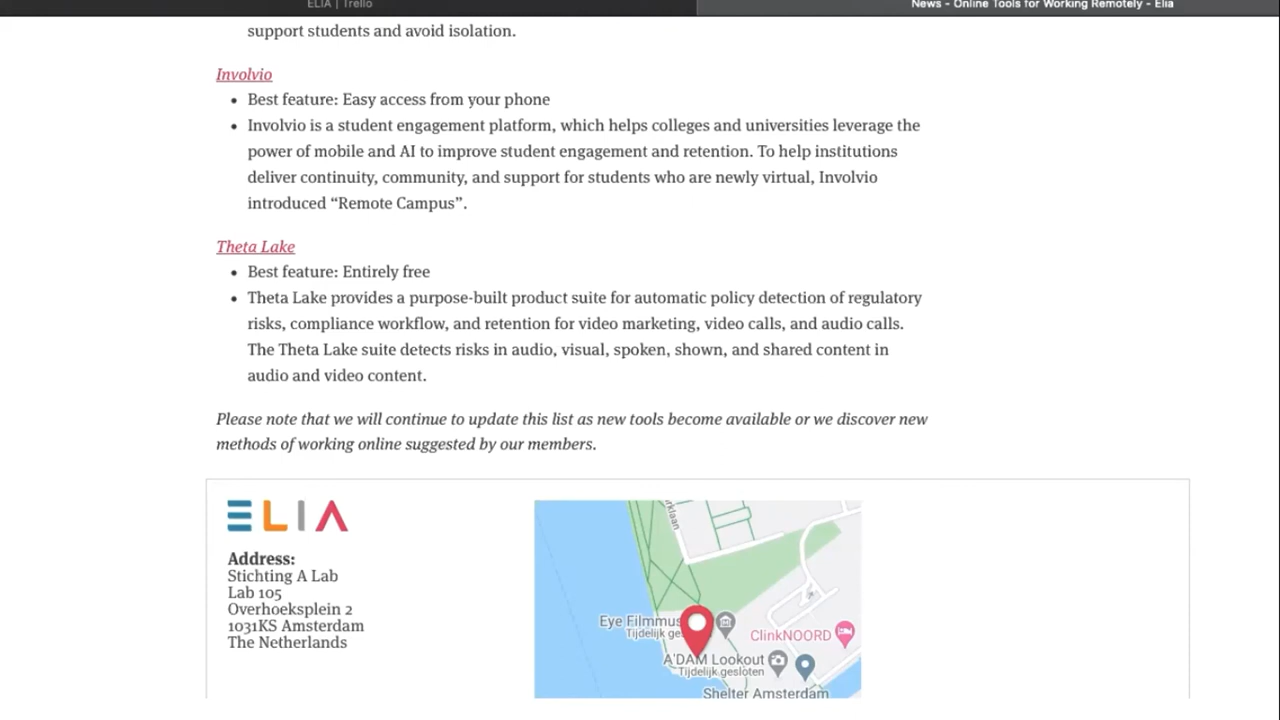 ELIA | Trello
News - Online Tools for Working Remotely - Elia
support students and avoid isolation.
Involvio
• Best feature: Easy access from your phone
• Involvio is a student engagement platform, which helps colleges and universities leverage the
power of mobile and AI to improve student engagement and retention. To help institutions
deliver continuity, community, and support for students who are newly virtual, Involvio
introduced “Remote Campus”.
Theta Lake
• Best feature: Entirely free
• Theta Lake provides a purpose-built product suite for automatic policy detection of regulatory
risks, compliance workflow, and retention for video marketing, video calls, and audio calls.
The Theta Lake suite detects risks in audio, visual, spoken, shown, and shared content in
audio and video content.
Please note that we will continue to update this list as new tools become available or we discover new
methods of working online suggested by our members.
ELIA
Address:
Stichting A Lab
Lab 105
Overhoeksplein 2
1031KS Amsterdam
The Netherlands
Eye Filmmus
Tijdelijk ge
ClinkNOORD
A'DAM Lookout
Tijdelijk gesloten
Shelter Amsterdam